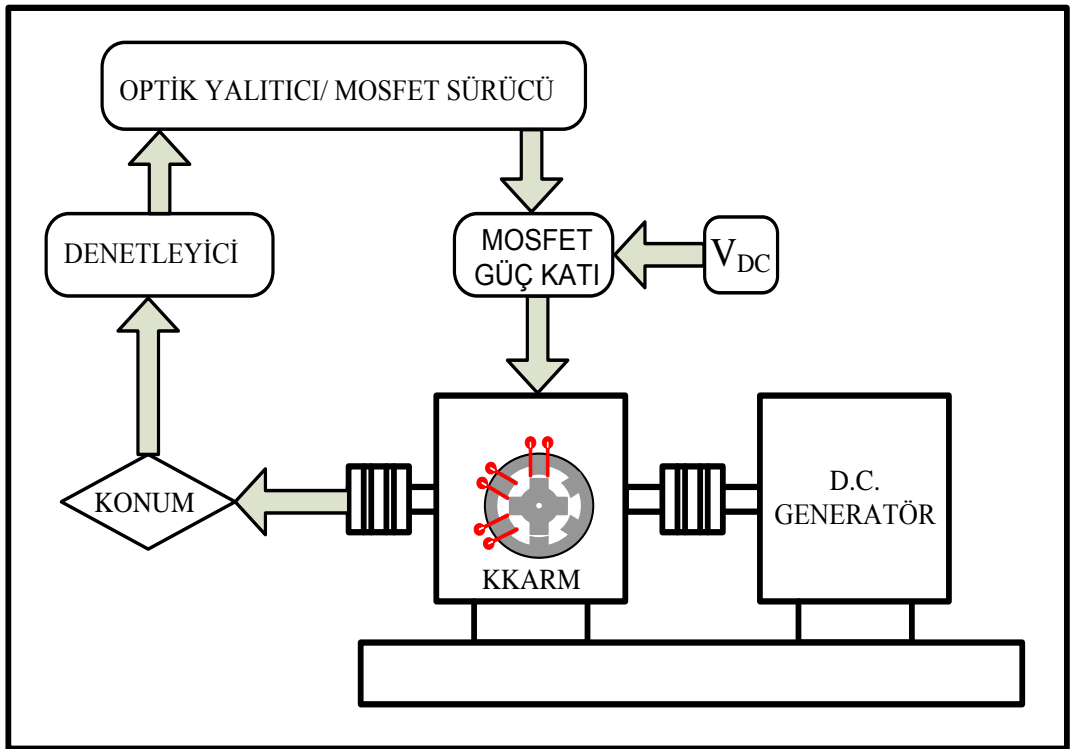 OPTİK YALITICI/ MOSFET SÜRÜCÜ
DENETLEYİCİ
MOSFET
GÜÇ KATI
VDC
KONUM
KKARM
D.C.
GENERATÖR